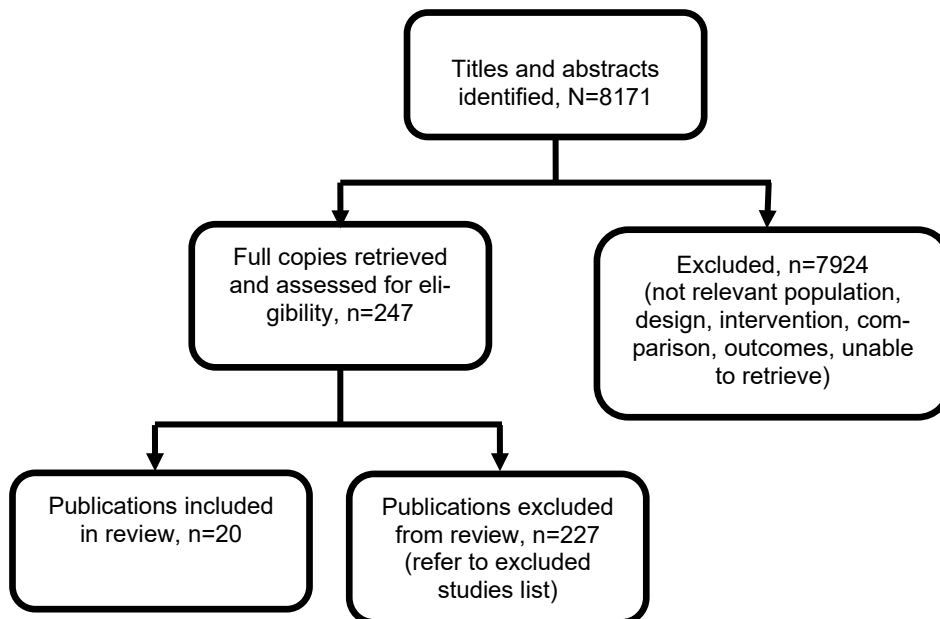 Titles and abstracts
identified, N=8171
Full copies retrieved
and assessed for eli-
gibility, n=247
Excluded, n=7924
(not relevant population,
design, intervention, com-
parison, outcomes, unable
to retrieve)
Publications included
in review, n=20
Publications excluded
from review, n=227
(refer to excluded
studies list)